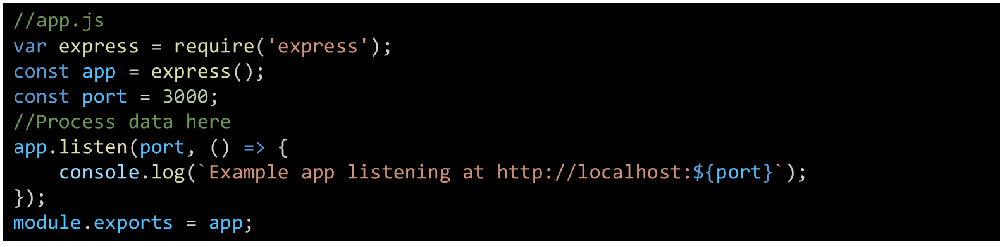 //app.js
var express = require('express');
const app = express();
const port = 3000;
//Process data here
app.listen(port, () => {
    console.log(`Example app listening at http://localhost:${port}`);
});
module.exports = app;